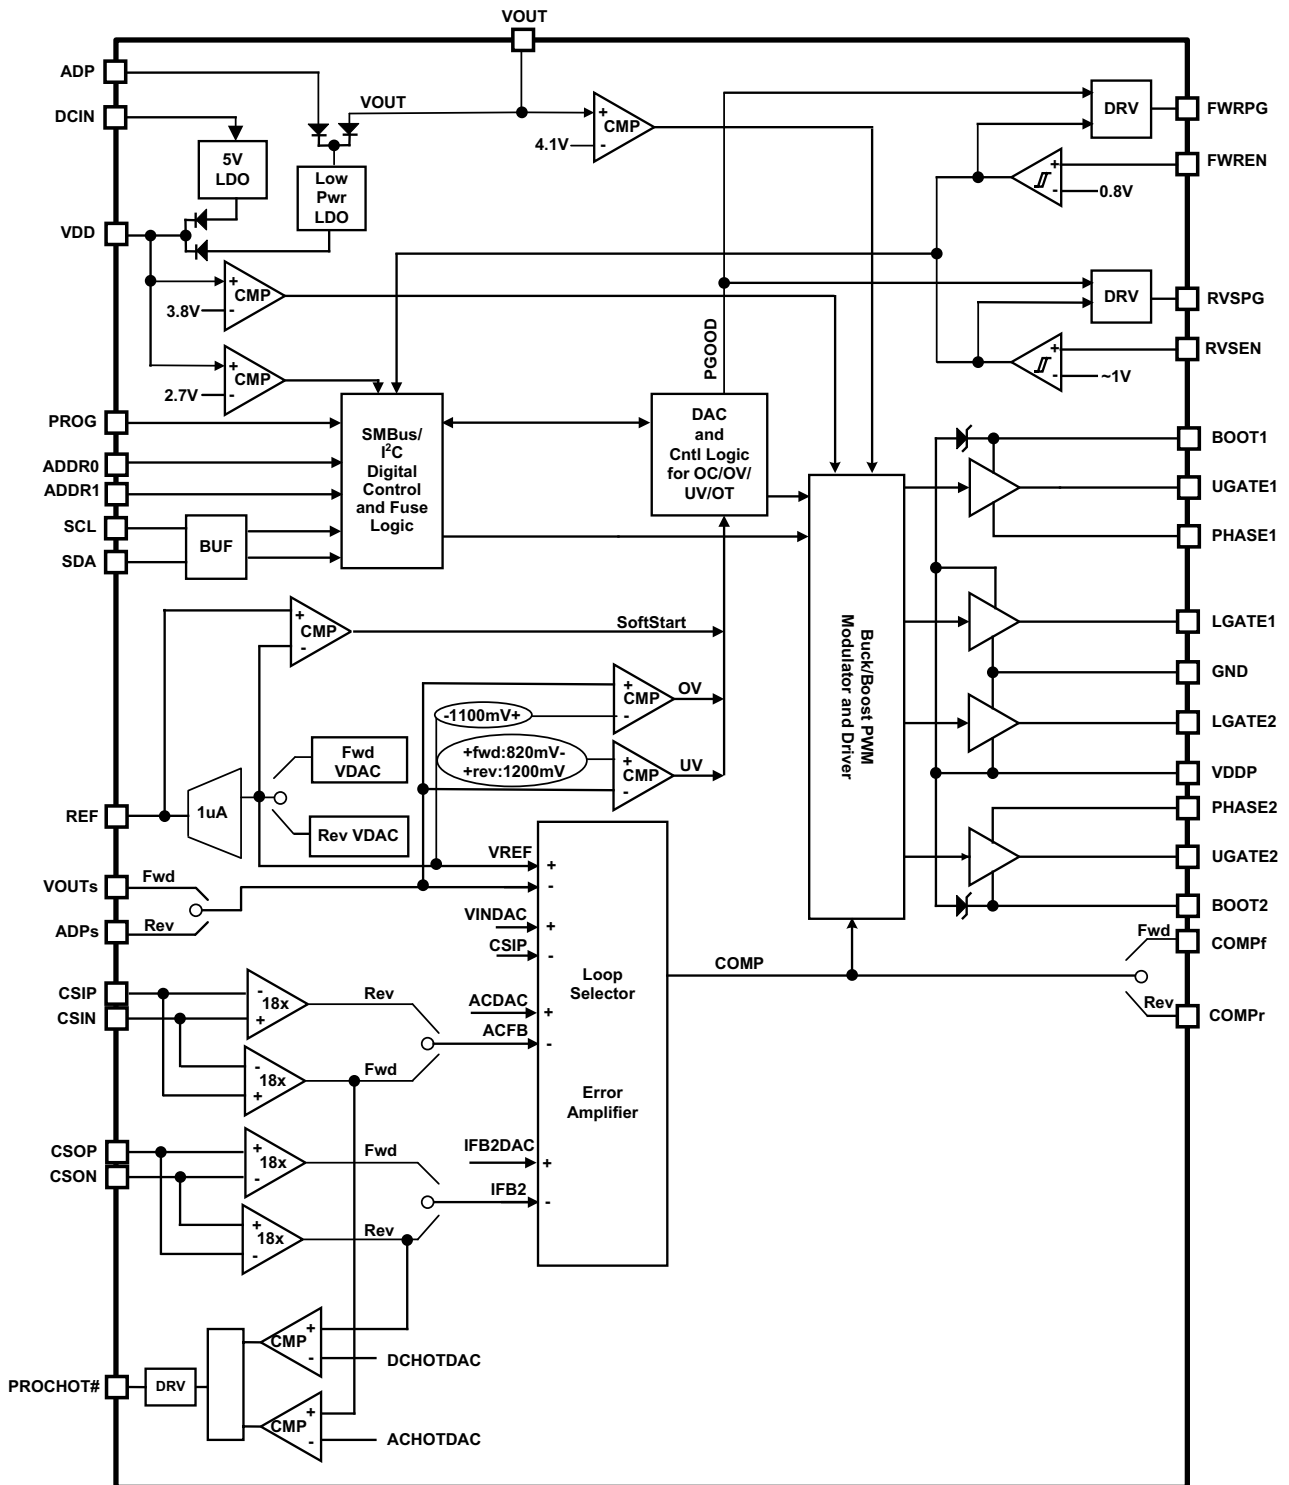 VOUT
ADP
DCIN
VDD
PROG
ADDR0
ADDR1
SCL
SDA
REF
VOUTs
ADPs
CSIP
CSIN
CSOP
CSON
PROCHOT#
VOUT
5V
LDO
Low
Pwr
LDO
+
CMP
-
4.1V
+
CMP
-
3.8V
+
CMP
-
2.7V
BUF
SMBus/
I2C
Digital
Control
and Fuse
Logic
PGOOD
DAC
and
Cntl Logic
for OC/OV/
UV/OT
Buck/Boost PWM
Modulator and Driver
DRV
+
-
0.8V
DRV
+
-
~1V
+
CMP
-
SoftStart
+
CMP
-
OV
-1100mV+
+fwd:820mV-
+rev:1200mV
+
CMP
-
UV
Fwd
VDAC
1uA
Rev VDAC
Fwd
Rev
VREF
+
-
VINDAC
+
CSIP
-
ACDAC
+
ACFB
-
IFB2DAC
+
IFB2
-
Loop
Selector
Error
Amplifier
COMP
-
18x
+
Rev
-
18x
+
Fwd
+
18x
-
Fwd
+
18x
-
Rev
+
CMP
-
DCHOTDAC
DRV
+
CMP
-
ACHOTDAC
Fwd
Rev
FWRPG
FWREN
RVSPG
RVSEN
BOOT1
UGATE1
PHASE1
LGATE1
GND
LGATE2
VDDP
PHASE2
UGATE2
BOOT2
COMPf
COMPr